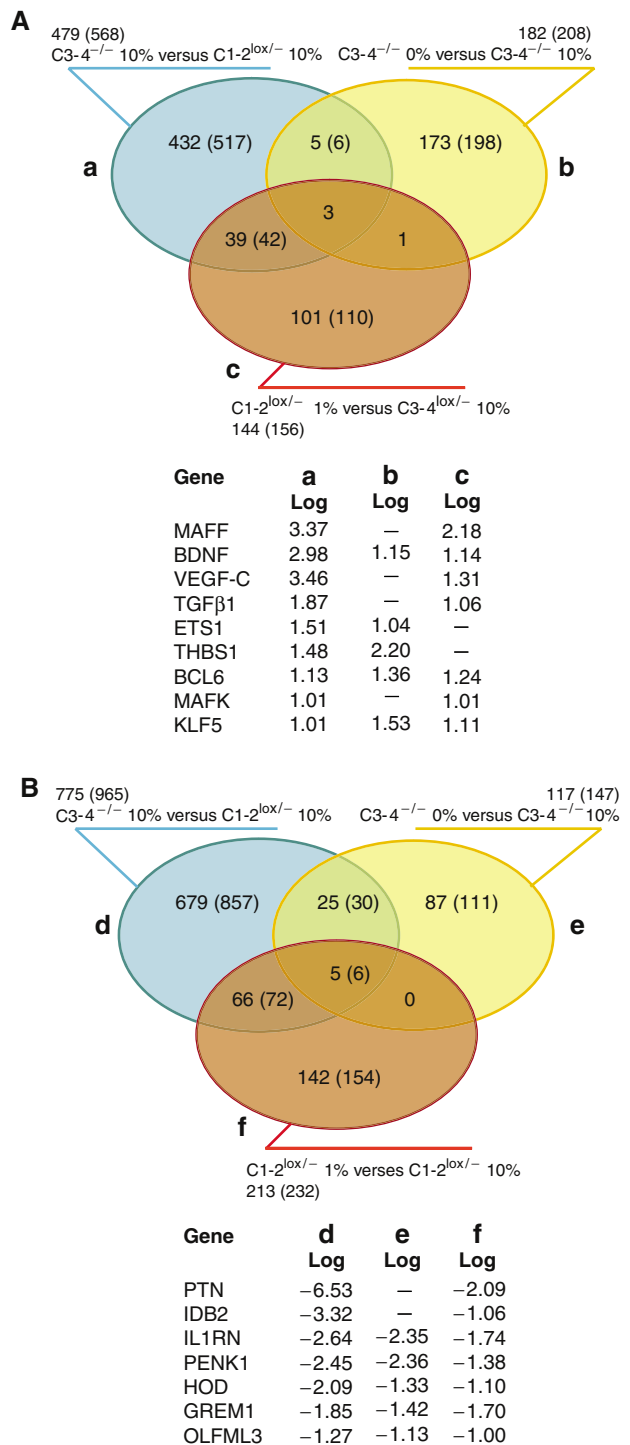 A
479 (568)
C3-4−/− 10% versus C1-2lox/− 10%
182 (208)
C3-4−/− 0% versus C3-4−/− 10%
432 (517)
5 (6)
173 (198)
a
b
3
39 (42)
1
101 (110)
c
C1-2lox/− 1% versus C3-4lox/− 10%
144 (156)
Gene a b c
Log Log Log
MAFF 3.37 – 2.18
BDNF 2.98 1.15 1.14
VEGF-C 3.46 – 1.31
TGFβ1 1.87 – 1.06
ETS1 1.51 1.04 –
THBS1 1.48 2.20 –
BCL6 1.13 1.36 1.24
MAFK 1.01 – 1.01
KLF5 1.01 1.53 1.11
B
775 (965)
C3-4−/− 10% versus C1-2lox/− 10%
117 (147)
C3-4−/− 0% versus C3-4−/− 10%
679 (857)
25 (30)
87 (111)
d
e
5 (6)
66 (72)
0
142 (154)
f
C1-2lox/− 1% verses C1-2lox/− 10%
213 (232)
Gene d e f
Log Log Log
PTN −6.53 – −2.09
IDB2 −3.32 – −1.06
IL1RN −2.64 −2.35 −1.74
PENK1 −2.45 −2.36 −1.38
HOD −2.09 −1.33 −1.10
GREM1 −1.85 −1.42 −1.70
OLFML3 −1.27 −1.13 −1.00